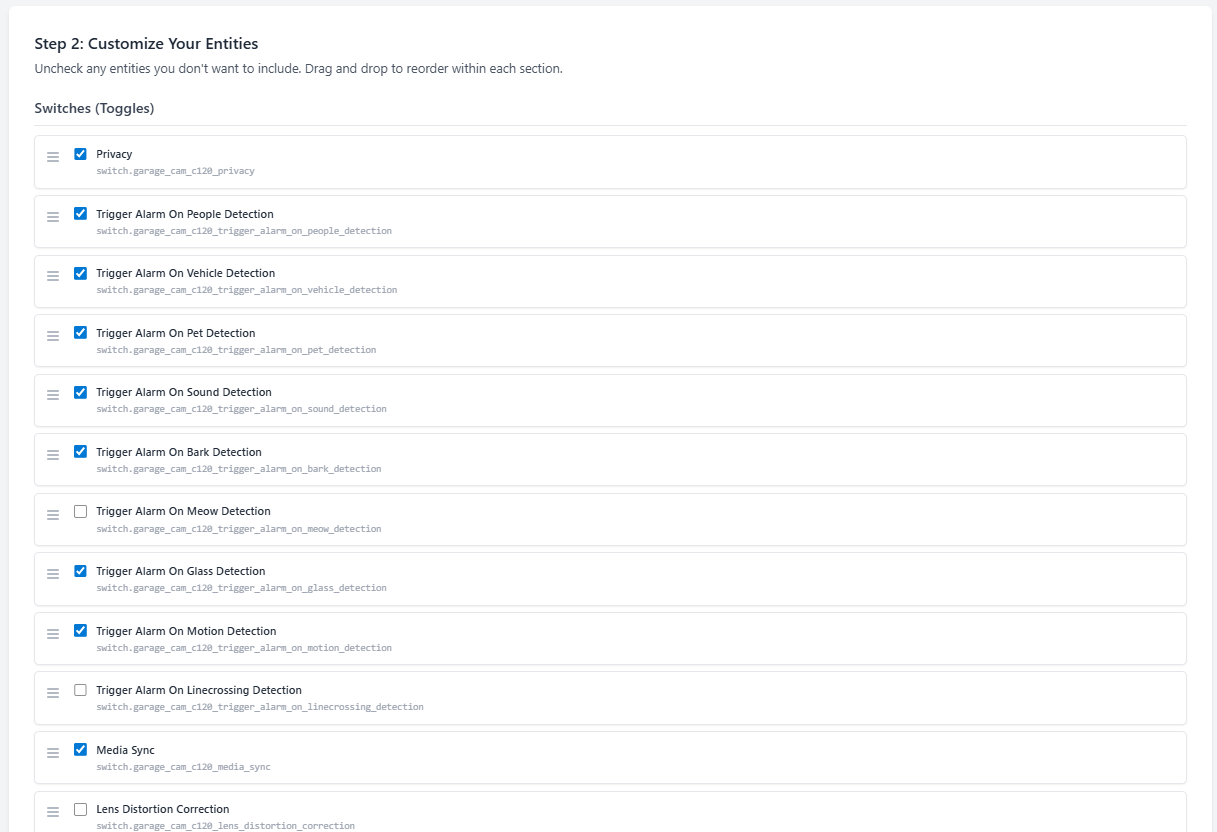 Step 2: Customize Your Entities
Uncheck any entities you don't want to include. Drag and drop to reorder within each section.
Switches (Toggles)
Privacy
switch.garage_cam_c120_privacy
Trigger Alarm On People Detection
switch.garage_cam_c120_trigger_alarm_on_people_detection
Trigger Alarm On Vehicle Detection
switch.garage_cam_c120_trigger_alarm_on_vehicle_detection
Trigger Alarm On Pet Detection
switch.garage_cam_c120_trigger_alarm_on_pet_detection
Trigger Alarm On Sound Detection
switch.garage_cam_c120_trigger_alarm_on_sound_detection
Trigger Alarm On Bark Detection
switch.garage_cam_c120_trigger_alarm_on_bark_detection
Trigger Alarm On Meow Detection
switch.garage_cam_c120_trigger_alarm_on_meow_detection
Trigger Alarm On Glass Detection
switch.garage_cam_c120_trigger_alarm_on_glass_detection
Trigger Alarm On Motion Detection
switch.garage_cam_c120_trigger_alarm_on_motion_detection
Trigger Alarm On Linecrossing Detection
switch.garage_cam_c120_trigger_alarm_on_linecrossing_detection
Media Sync
switch.garage_cam_c120_media_sync
Lens Distortion Correction
switch.garage_cam_c120_lens_distortion_correction